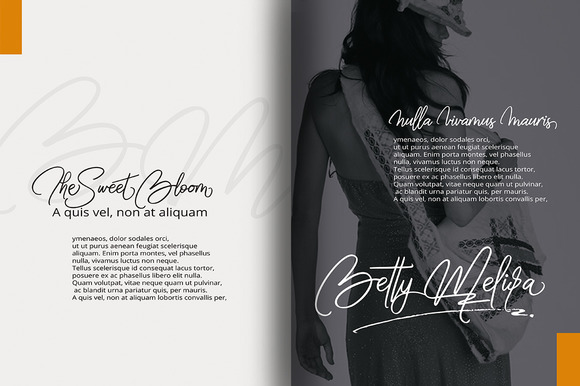 The Sweet Bloom
A quis vel, non at aliquam
ymenaeos, dolor sodales orci,
ut ut purus aenean feugiat scelerisque
aliquam. Enim porta montes, vel phasellus
nulla, vivamus luctus non neque.
Tellus scelerisque id consequat lacus tortor,
posuere ex ac phasellus libero elit nulla.
Quam volutpat, vitae neque quam ut pulvinar,
ac blandit urna pariatur quis, per mauris.
A quis vel, non at aliquam lobortis convallis per,
Nulla Vivamus Mauris,
ymenaeos, dolor sodales orci,
ut ut purus aenean feugiat scelerisque
aliquam. Enim porta montes, vel phasellus
nulla, vivamus luctus non neque.
Tellus scelerisque id consequat lacus tortor,
posuere ex ac phasellus libero elit nulla.
Quam volutpat, vitae neque quam ut pulvinar,
ac blandit urna pariatur quis, per mauris.
A quis vel, non at aliquam lobortis convallis per,
Betty Meliba